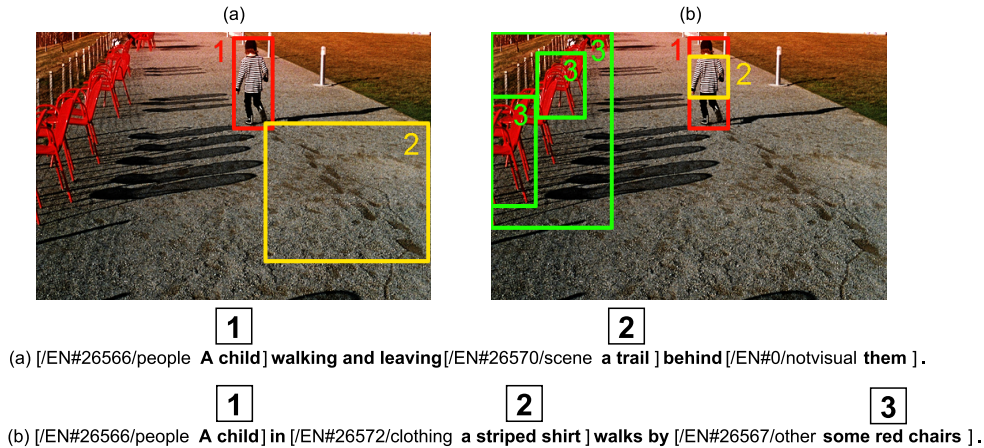 (a) (b)
1 1
3 3 2
2 3
1 2
(a) [/EN#26566/people A child] walking and leaving[/EN#26570/scene a trail ] behind [/EN#0/notvisual them ] .
1 2 3
(b) [/EN#26566/people A child] in [/EN#26572/clothing a striped shirt ] walks by [/EN#26567/other some red chairs ] .